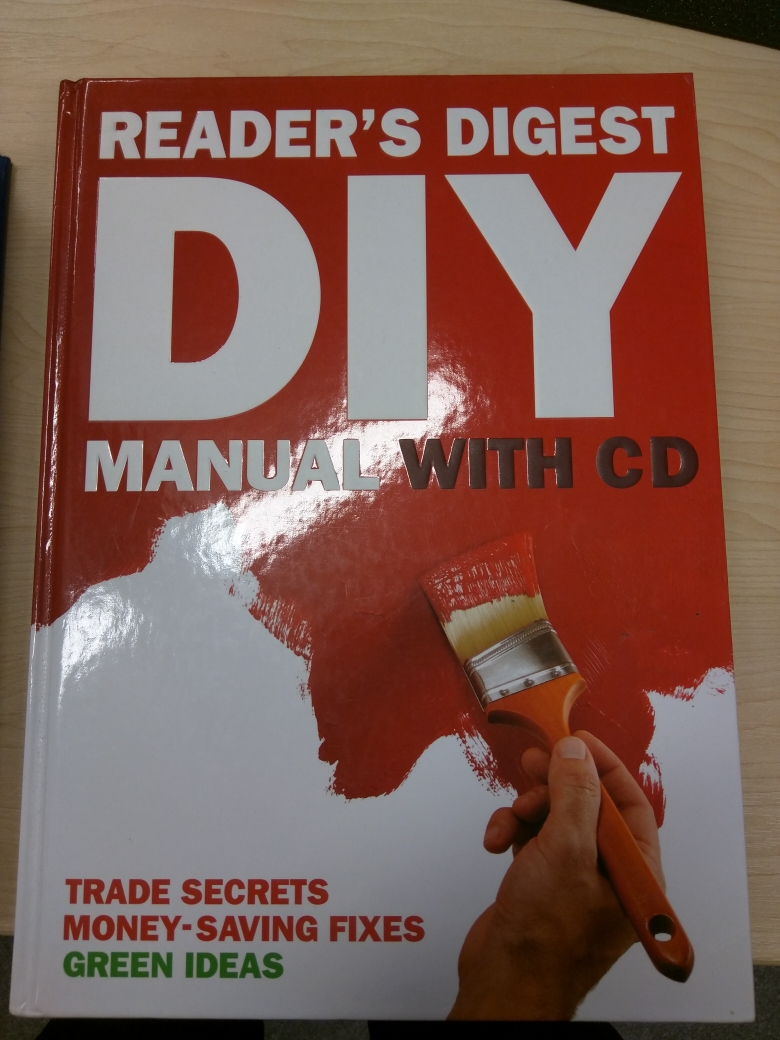 READER'S DIGEST
DIY
MANUAL WITH CD
TRADE SECRETS
MONEY-SAVING FIXES
GREEN IDEAS